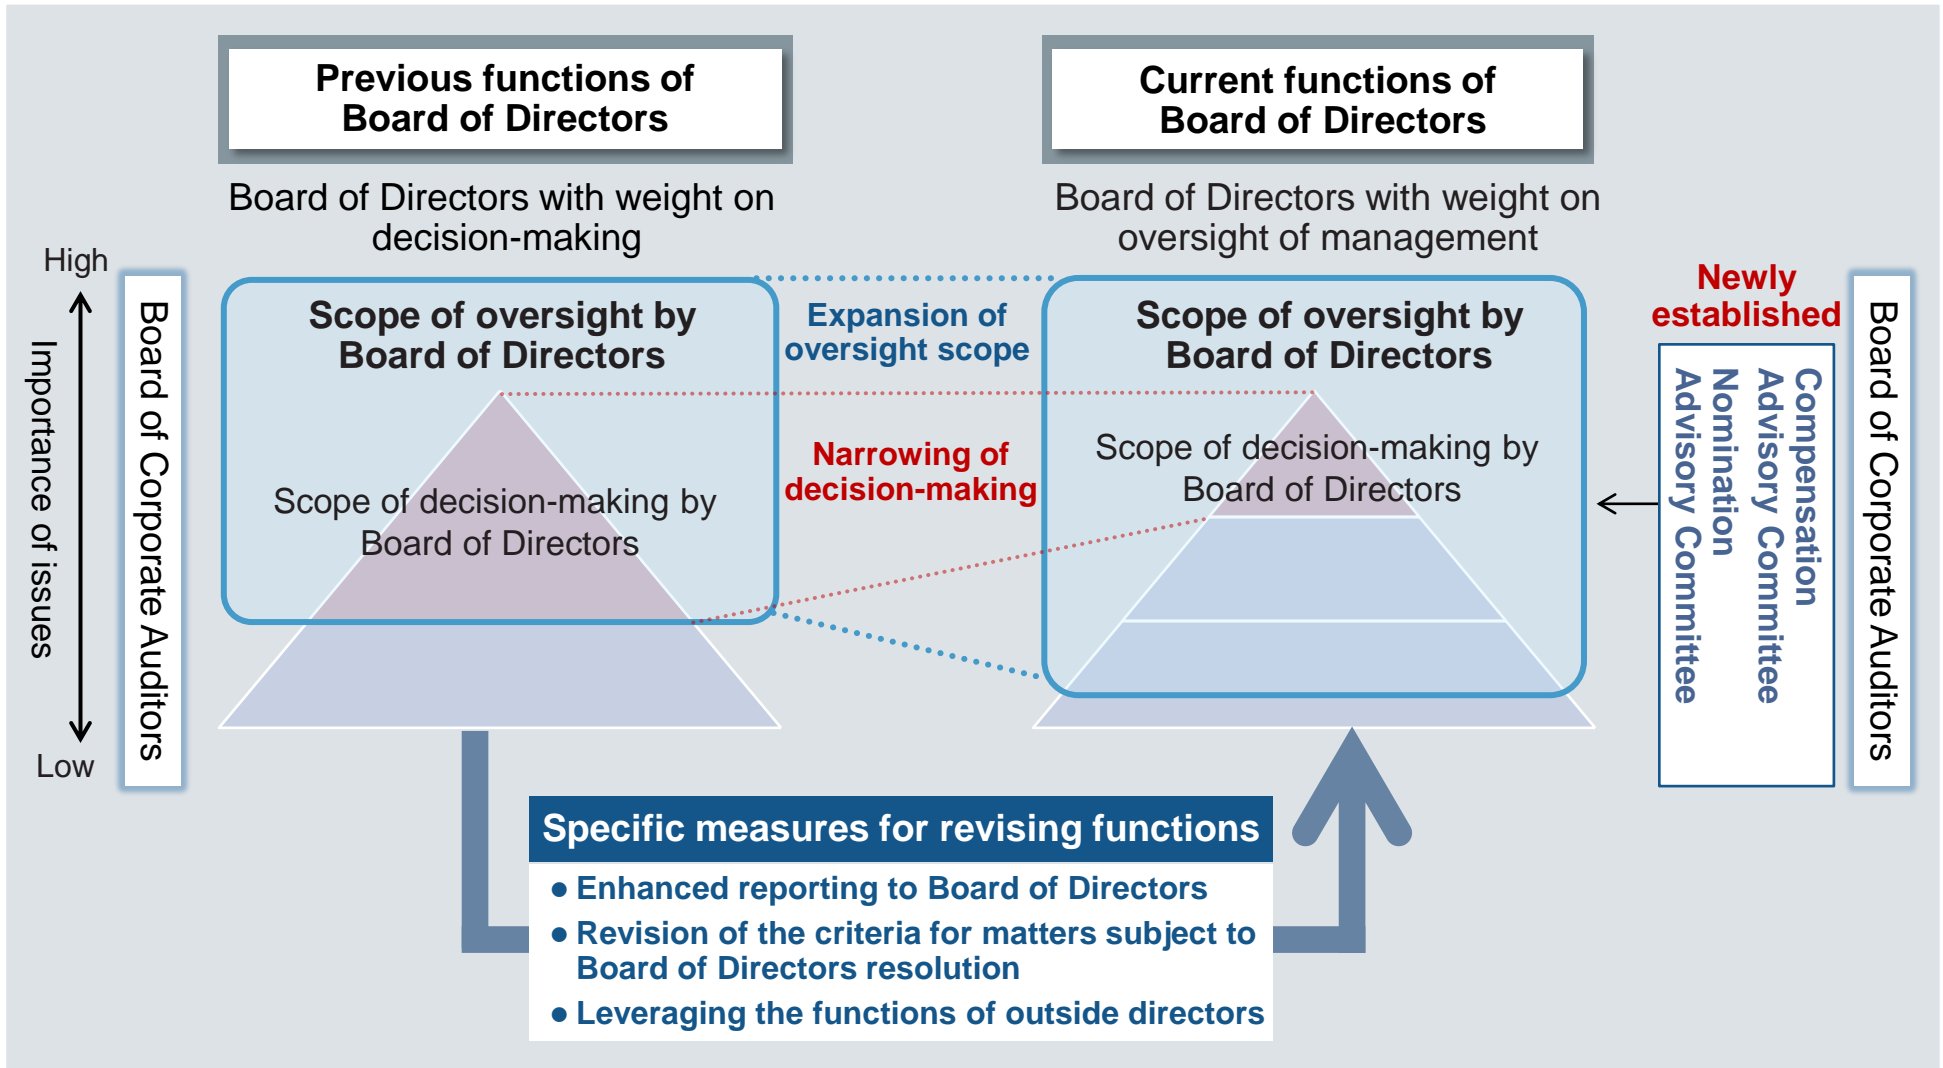 Previous functions of
Board of Directors
Current functions of
Board of Directors
Board of Directors with weight on
decision-making
Board of Directors with weight on
oversight of management
High
Importance of issues
Low
Board of Corporate Auditors
Scope of oversight by
Board of Directors
Scope of decision-making by
Board of Directors
Expansion of
oversight scope
Narrowing of
decision-making
Scope of oversight by
Board of Directors
Scope of decision-making by
Board of Directors
Newly
established
Compensation
Advisory Committee
Nomination
Advisory Committee
Board of Corporate Auditors
Specific measures for revising functions
● Enhanced reporting to Board of Directors
● Revision of the criteria for matters subject to
Board of Directors resolution
● Leveraging the functions of outside directors